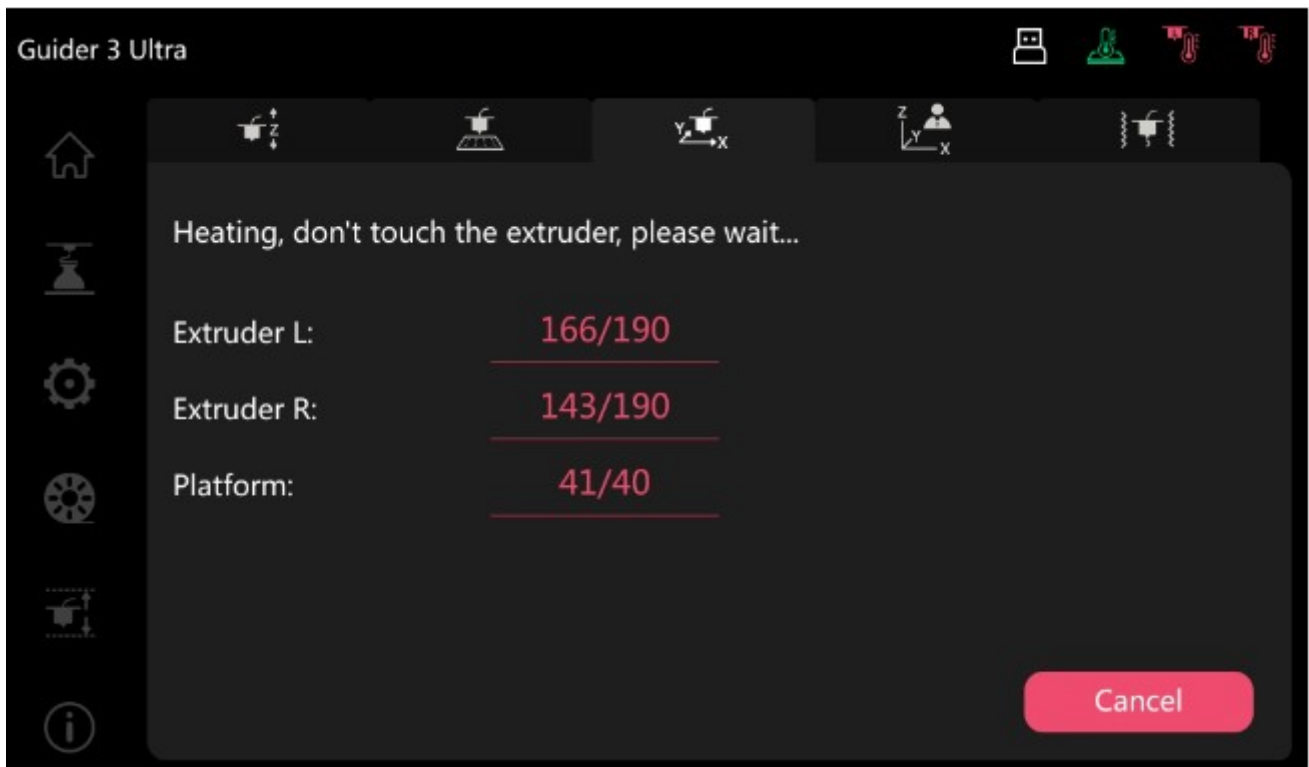 Guider 3 Ultra
Z
Y
X
Z
Y
X
Heating, don't touch the extruder, please wait...
Extruder L: 166/190
Extruder R: 143/190
Platform: 41/40
Cancel